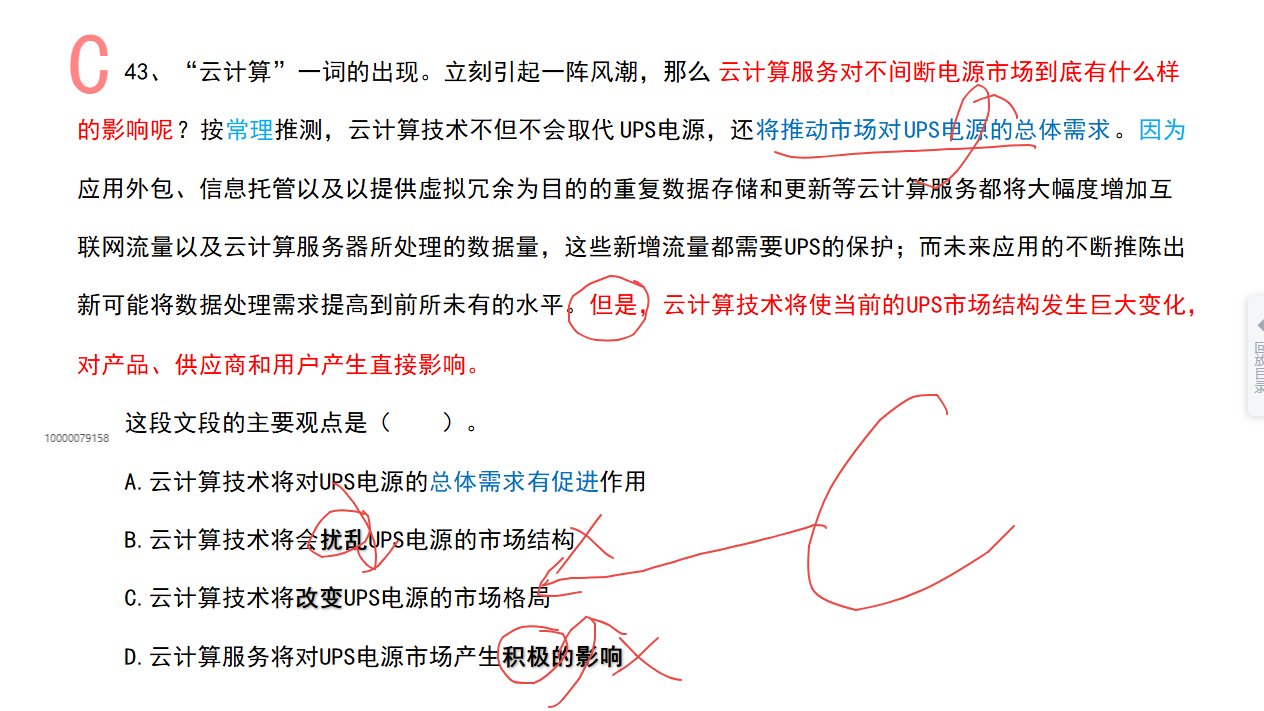 C
43、“云计算”一词的出现。立刻引起一阵风潮，那么 云计算服务对不间断电源市场到底有什么样
的影响呢？按常理推测，云计算技术不但不会取代 UPS电源，还将推动市场对UPS电源的总体需求。因为
应用外包、信息托管以及以提供虚拟冗余为目的的重复数据存储和更新等云计算服务都将大幅度增加互
联网流量以及云计算服务器所处理的数据量，这些新增流量都需要UPS的保护；而未来应用的不断推陈出
新可能将数据处理需求提高到前所未有的水平。但是，云计算技术将使当前的UPS市场结构发生巨大变化，
对产品、供应商和用户产生直接影响。
这段文段的主要观点是（　　）。
10000079158
A. 云计算技术将对UPS电源的总体需求有促进作用
B. 云计算技术将会扰乱UPS电源的市场结构
C. 云计算技术将改变UPS电源的市场格局
D. 云计算服务将对UPS电源市场产生积极的影响
C
回放目录